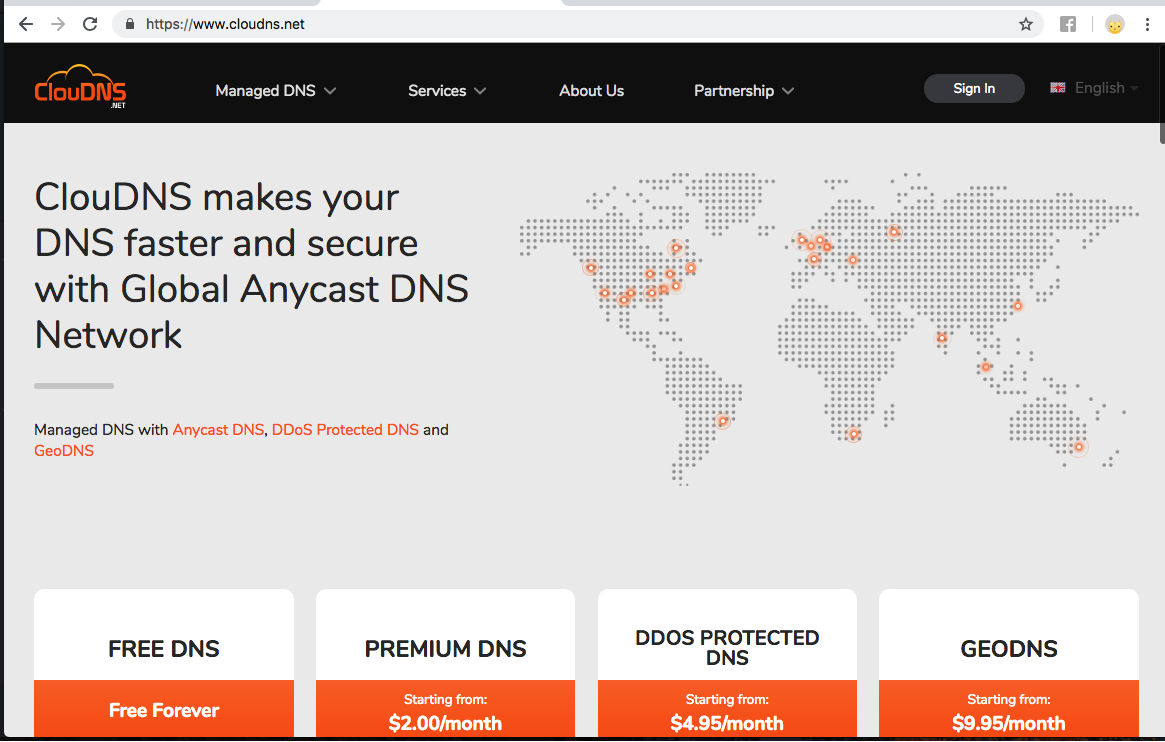 https://www.cloudns.net
ClouDNS
.NET
Managed DNS
Services
About Us
Partnership
Sign In
English
ClouDNS makes your
DNS faster and secure
with Global Anycast DNS
Network
Managed DNS with Anycast DNS, DDoS Protected DNS and
GeoDNS
FREE DNS
Free Forever
PREMIUM DNS
Starting from:
$2.00/month
DDOS PROTECTED
DNS
Starting from:
$4.95/month
GEODNS
Starting from:
$9.95/month